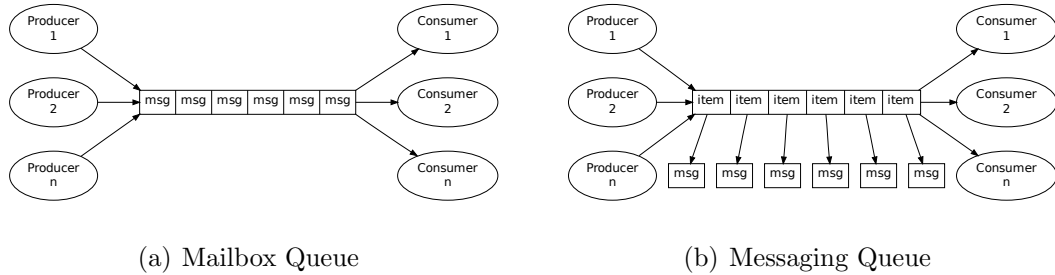 Producer
1
Consumer
1
msg msg msg msg msg msg
Producer
2
Consumer
2
Producer
n
Consumer
n
(a) Mailbox Queue
Producer
1
Consumer
1
item item item item item item
Producer
2
Consumer
2
Producer
n
msg msg msg msg msg msg
Consumer
n
(b) Messaging Queue